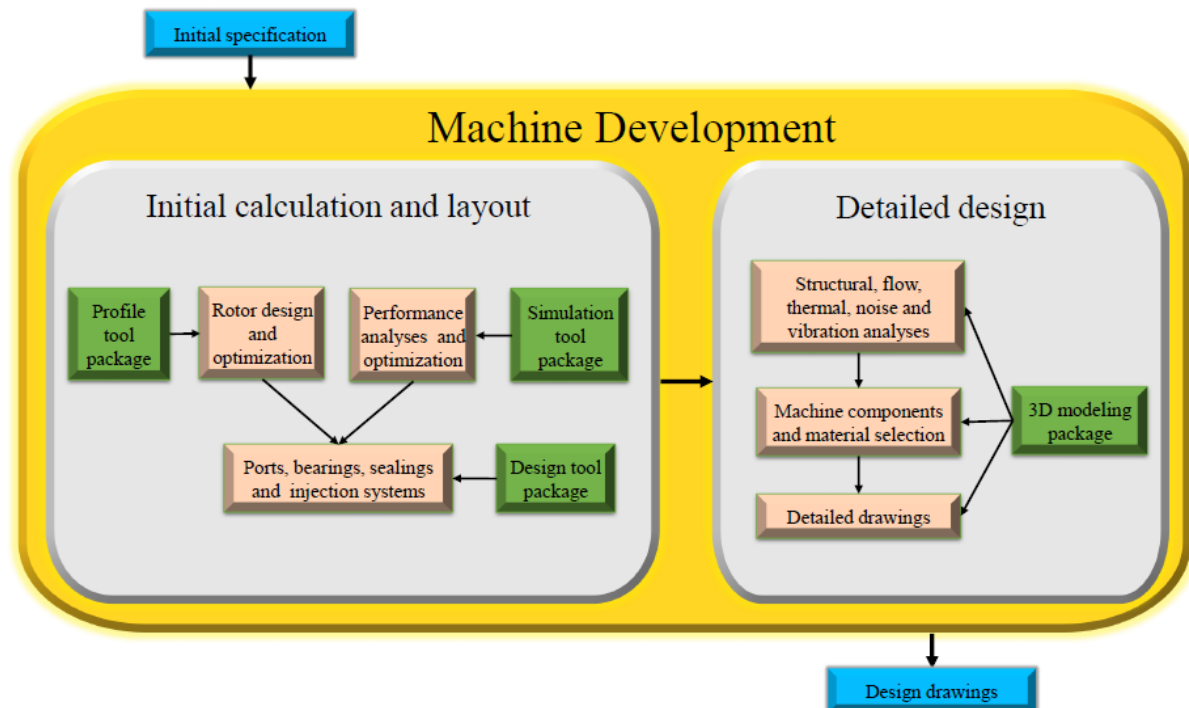 Initial specification
Machine Development
Initial calculation and layout
Profile
tool
package
Rotor design
and
optimization
Performance
analyses and
optimization
Simulation
tool
package
Ports, bearings, sealings
and injection systems
Design tool
package
Detailed design
Structural, flow,
thermal, noise and
vibration analyses
Machine components
and material selection
3D modeling
package
Detailed drawings
Design drawings